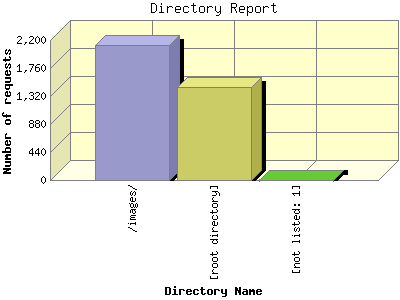 Directory Report
Number of requests
2,200
1,760
1,320
880
440
0
/images/
[root directory]
[not listed: 1]
Directory Name